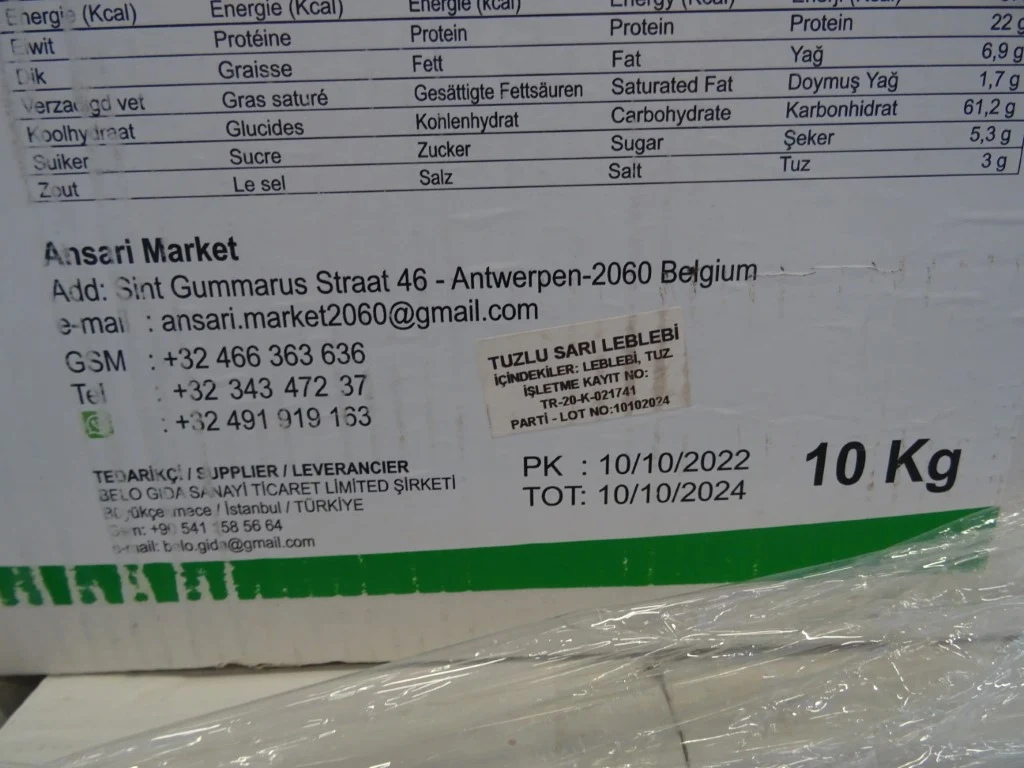 Energie (Kcal) Energie (Kcal) Energie (Kcal)
Eiwit Protéine Protein Protein Protein 22 g
Dik Graisse Fett Fat Yağ 6,9 g
Verzadigd vet Gras saturé Gesättigte Fettsäuren Saturated Fat Doymuş Yağ 1,7 g
Koolhydraat Glucides Kohlenhydrat Carbohydrate Karbonhidrat 61,2 g
Suiker Sucre Zucker Sugar Şeker 5,3 g
Zout Le sel Salz Salt Tuz 3 g
Ansari Market
Add: Sint Gummarus Straat 46 - Antwerpen-2060 Belgium
e-mail : ansari.market2060@gmail.com
GSM : +32 466 363 636
Tel : +32 343 472 37
: +32 491 919 163
TUZLU SARI LEBLEBİ
İÇİNDEKİLER: LEBLEBİ, TUZ.
İŞLETME KAYIT NO:
TR-20-K-021741
PARTİ - LOT NO:10102024
PK : 10/10/2022
TOT: 10/10/2024
10 Kg
TEDARİKÇİ / SUPPLIER / LEVERANCIER
BELO GIDA SANAYİ TİCARET LİMİTED ŞİRKETİ
/ İstanbul / TÜRKİYE
541 58 56 64
belo.gida@gmail.com